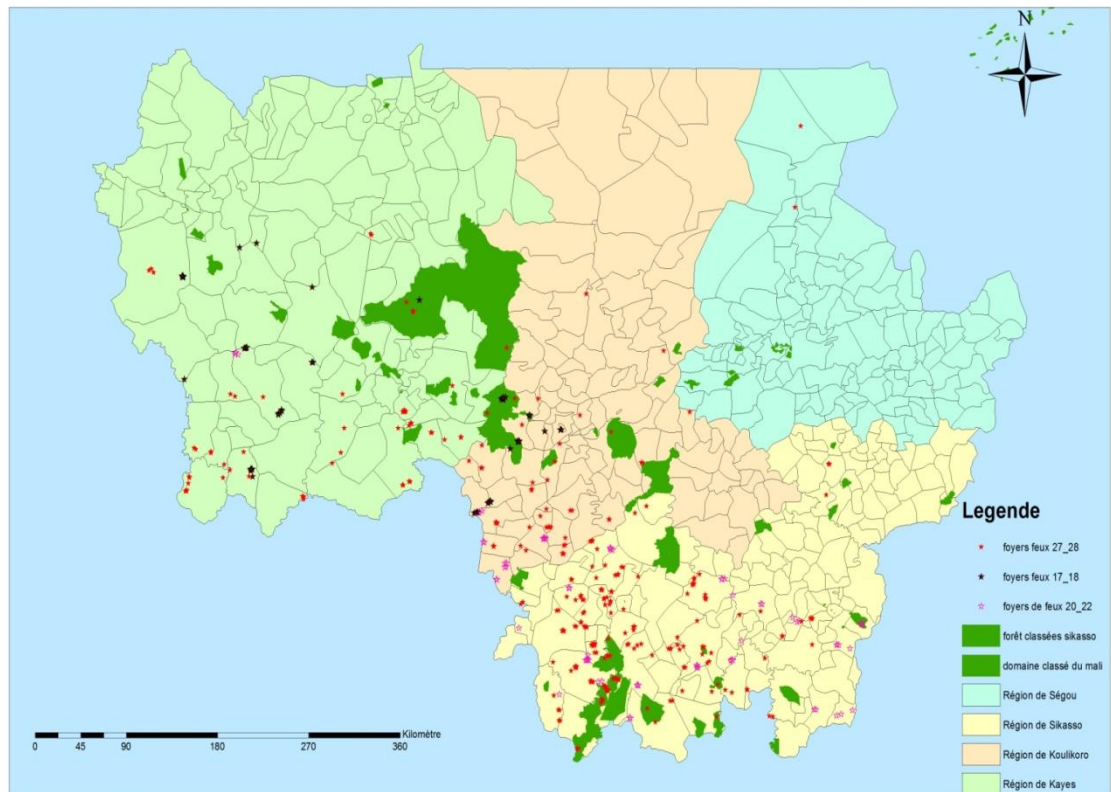 N
Legende
foyers feux 27_28
foyers feux 17_18
foyers de feux 20_22
forêt classées sikasso
domaine classé du mali
Région de Ségou
Région de Sikasso
Région de Koulikoro
Région de Kayes
Kilomètre
0 45 90 180 270 360